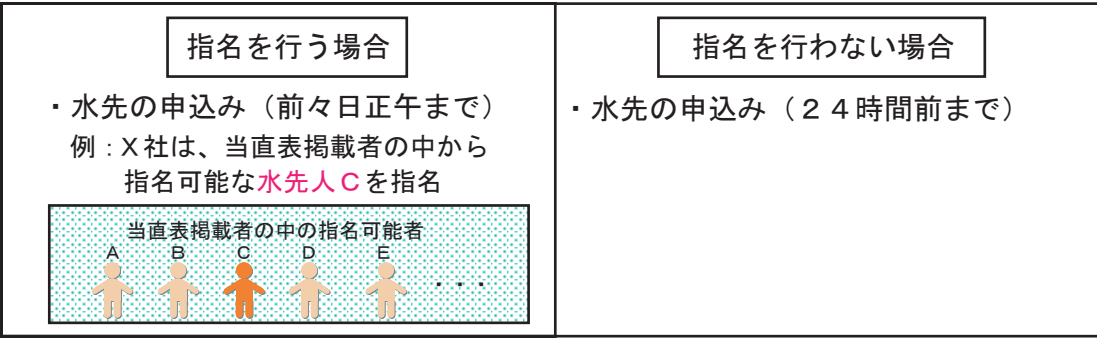 指名を行う場合
・水先の申込み（前々日正午まで）
例：X社は、当直表掲載者の中から
指名可能な水先人Cを指名
当直表掲載者の中の指名可能者
A B C D E
・・・
指名を行わない場合
・水先の申込み（２４時間前まで）